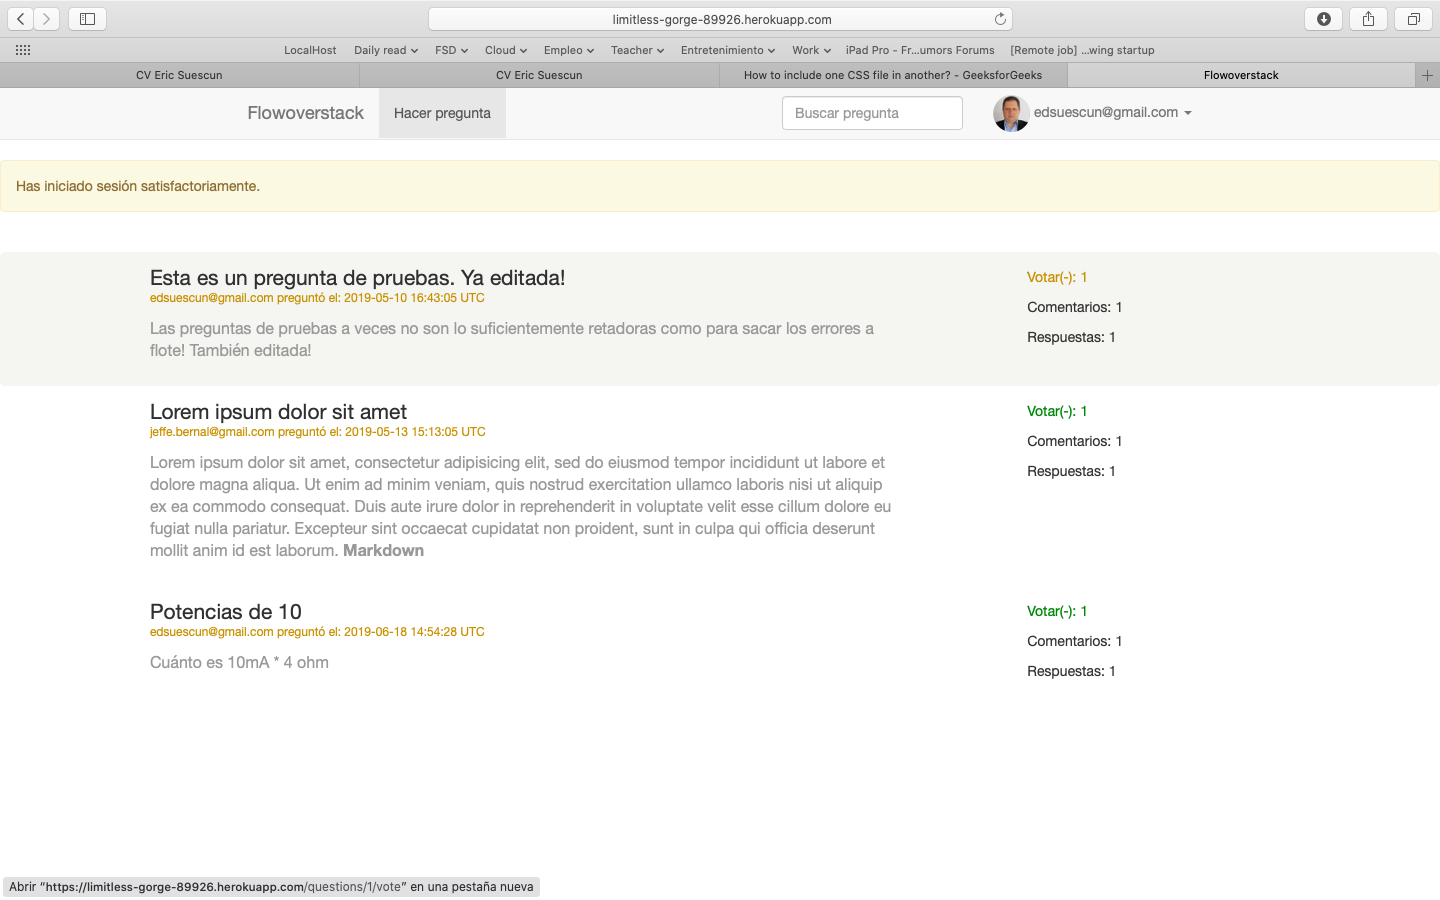 limitless-gorge-89926.herokuapp.com
LocalHost Daily read FSD Cloud Empleo Teacher Entretenimiento Work iPad Pro - Fr...umors Forums [Remote job] ...wing startup
CV Eric Suescun CV Eric Suescun How to include one CSS file in another? - GeeksforGeeks Flowoverstack
Flowoverstack Hacer pregunta Buscar pregunta edsuescun@gmail.com
Has iniciado sesión satisfactoriamente.
Esta es un pregunta de pruebas. Ya editada!
edsuescun@gmail.com preguntó el: 2019-05-10 16:43:05 UTC
Las preguntas de pruebas a veces no son lo suficientemente retadoras como para sacar los errores a
flote! También editada!
Votar(-): 1
Comentarios: 1
Respuestas: 1
Lorem ipsum dolor sit amet
jeffe.bernal@gmail.com preguntó el: 2019-05-13 15:13:05 UTC
Lorem ipsum dolor sit amet, consectetur adipisicing elit, sed do eiusmod tempor incididunt ut labore et
dolore magna aliqua. Ut enim ad minim veniam, quis nostrud exercitation ullamco laboris nisi ut aliquip
ex ea commodo consequat. Duis aute irure dolor in reprehenderit in voluptate velit esse cillum dolore eu
fugiat nulla pariatur. Excepteur sint occaecat cupidatat non proident, sunt in culpa qui officia deserunt
mollit anim id est laborum. Markdown
Votar(-): 1
Comentarios: 1
Respuestas: 1
Potencias de 10
edsuescun@gmail.com preguntó el: 2019-06-18 14:54:28 UTC
Cuánto es 10mA * 4 ohm
Votar(-): 1
Comentarios: 1
Respuestas: 1
Abrir “https://limitless-gorge-89926.herokuapp.com/questions/1/vote” en una pestaña nueva